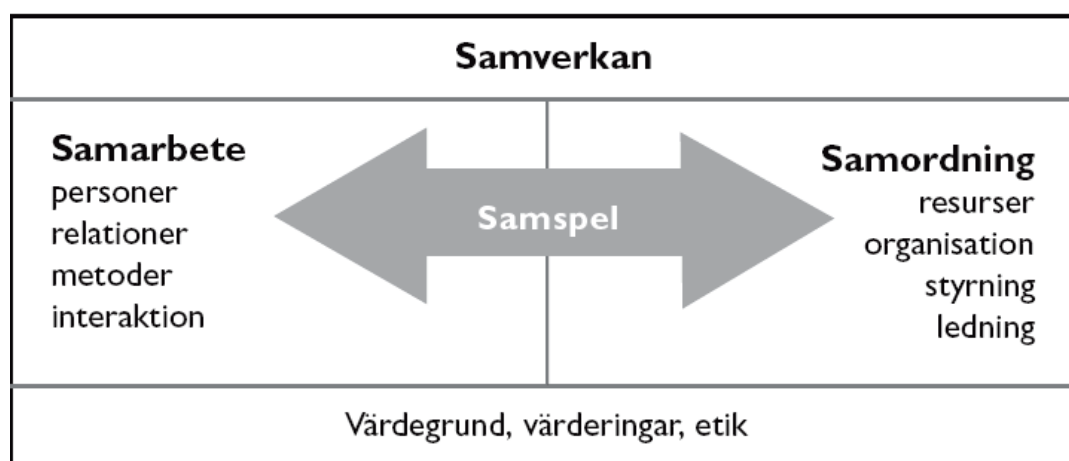 Samverkan
Samarbete
personer
relationer
metoder
interaktion
Samspel
Samordning
resurser
organisation
styrning
ledning
Värdegrund, värderingar, etik